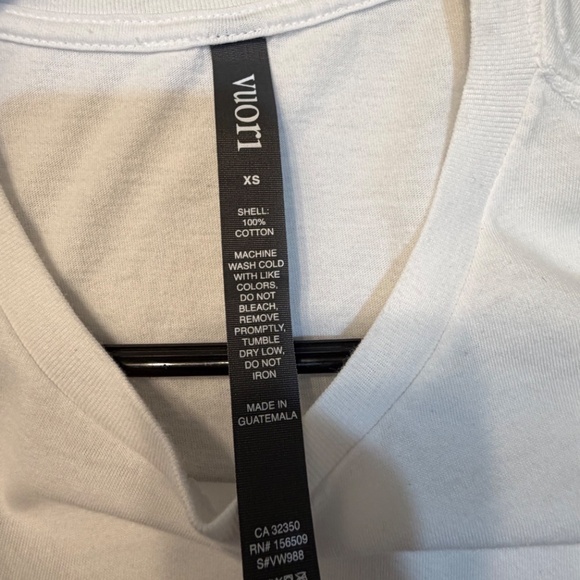 vuori
XS
SHELL:
100%
COTTON
MACHINE
WASH COLD
WITH LIKE
COLORS,
DO NOT
BLEACH,
REMOVE
PROMPTLY,
TUMBLE
DRY LOW,
DO NOT
IRON
MADE IN
GUATEMALA
CA 32350
RN# 156509
S#VW988